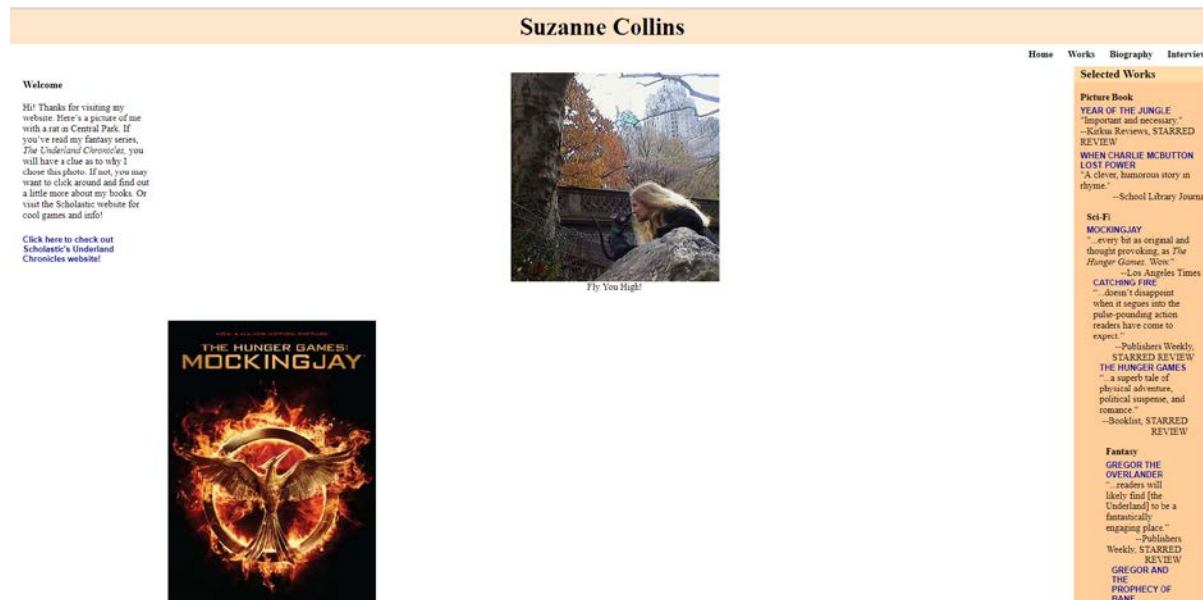 Suzanne Collins
Home Works Biography Interview
Welcome
Hi! Thanks for visiting my
website. Here's a picture of me
with a rat in Central Park. If
you've read my fantasy series,
The Underland Chronicles, you
will have a clue as to why I
chose this photo. If not, you may
want to click around and find out
a little more about my books. Or
visit the Scholastic website for
cool games and info!
Click here to check out
Scholastic's Underland
Chronicles website!
Fly You High!
NOW A MAJOR MOTION PICTURE
THE HUNGER GAMES:
MOCKINGJAY
Selected Works
Picture Book
YEAR OF THE JUNGLE
"Important and necessary."
--Kirkus Reviews, STARRED
REVIEW
WHEN CHARLIE MCBUTTON
LOST POWER
"A clever, humorous story in
rhyme."
--School Library Journa
Sci-Fi
MOCKINGJAY
"...every bit as original and
thought provoking, as The
Hunger Games. Wow."
--Los Angeles Times
CATCHING FIRE
"...doesn't disappoint
when it segues into the
pulse-pounding action
readers have come to
expect."
--Publishers Weekly,
STARRED REVIEW
THE HUNGER GAMES
"...a superb tale of
physical adventure,
political suspense, and
romance."
--Booklist, STARRED
REVIEW
Fantasy
GREGOR THE
OVERLANDER
"...readers will
likely find [the
Underland] to be a
fantastically
engaging place."
--Publishers
Weekly, STARRED
REVIEW
GREGOR AND
THE
PROPHECY OF
BANE